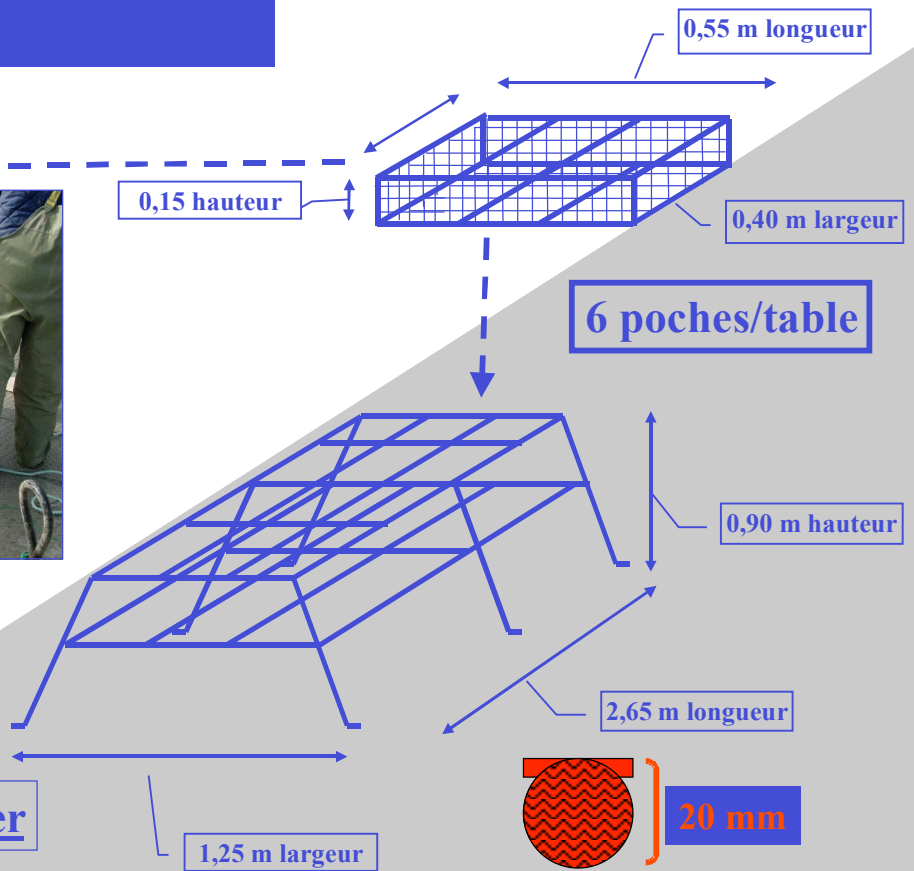 0,55 m longueur
0,15 hauteur
0,40 m largeur
6 poches/table
0,90 m hauteur
2,65 m longueur
20 mm
er
1,25 m largeur